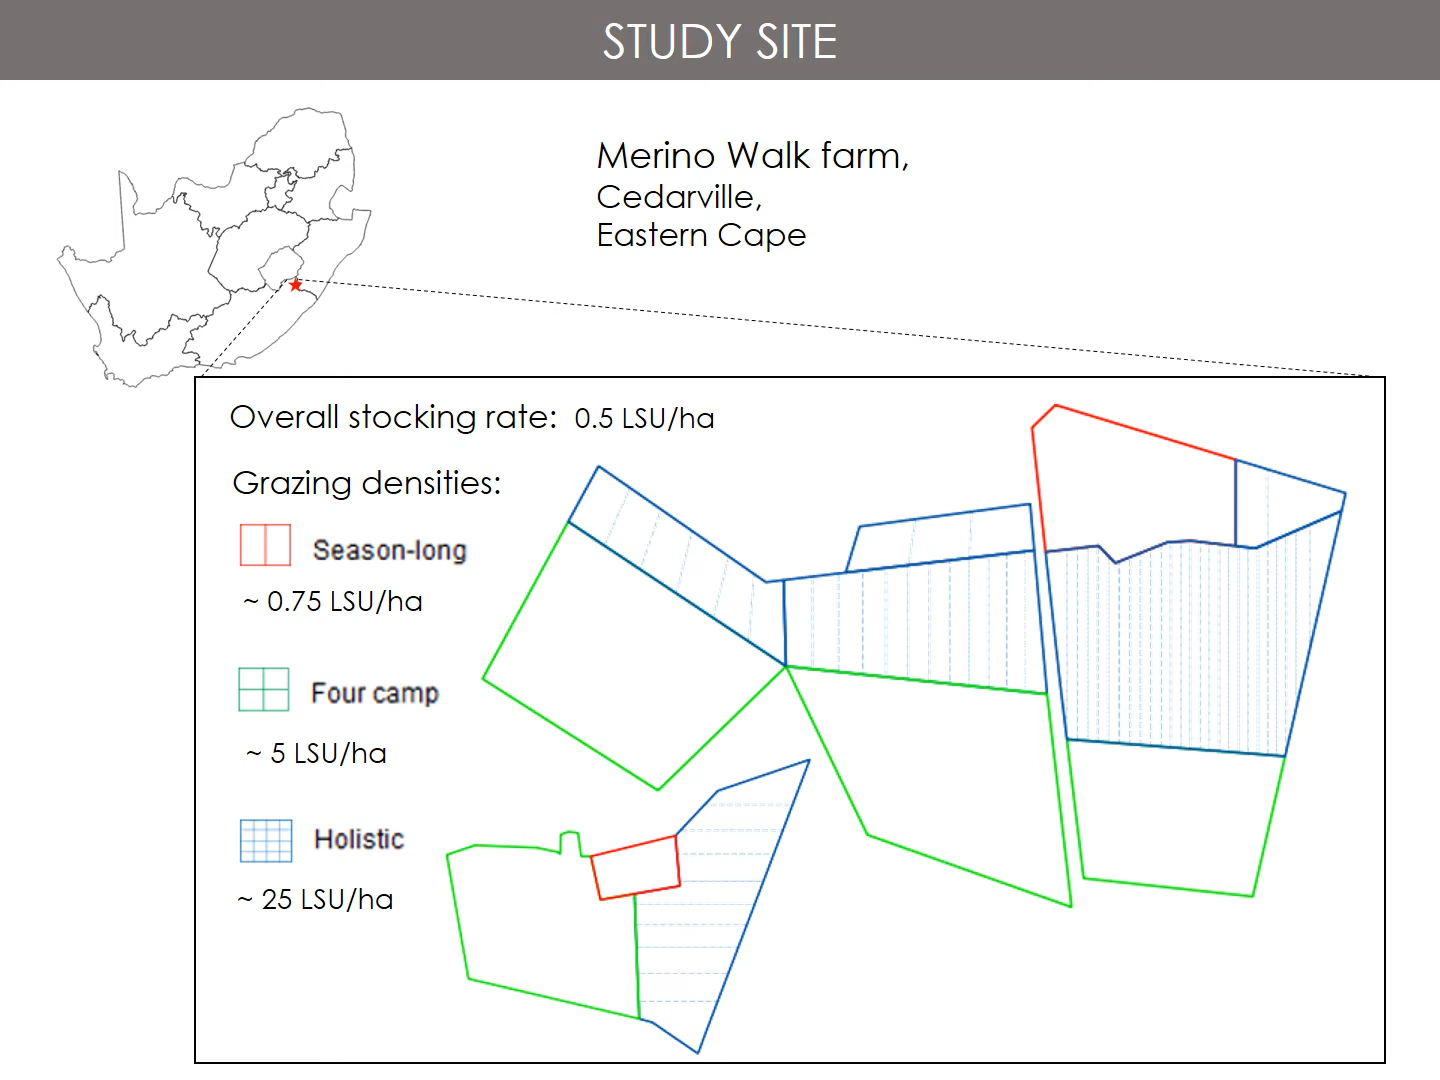 STUDY SITE
Merino Walk farm,
Cedarville,
Eastern Cape
Overall stocking rate: 0.5 LSU/ha
Grazing densities:
Season-long
~ 0.75 LSU/ha
Four camp
~ 5 LSU/ha
Holistic
~ 25 LSU/ha